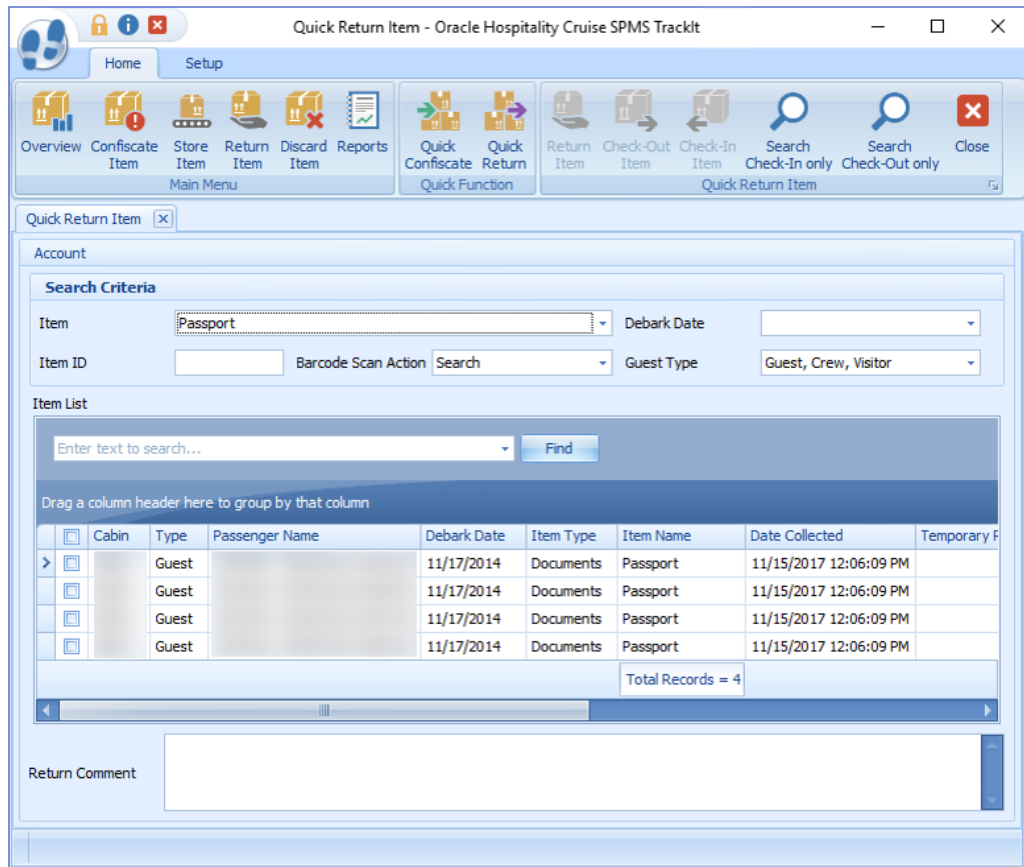 Quick Return Item - Oracle Hospitality Cruise SPMS TrackIt
Home Setup
Overview Confiscate Item Store Item Return Item Discard Item Reports Quick Confiscate Quick Return Return Item Check-Out Item Check-In Item Search Check-In only Search Check-Out only Close
Main Menu Quick Function Quick Return Item
Quick Return Item
Account
Search Criteria
Item Passport Debark Date
Item ID Barcode Scan Action Search Guest Type Guest, Crew, Visitor
Item List
Enter text to search... Find
Drag a column header here to group by that column
Cabin Type Passenger Name Debark Date Item Type Item Name Date Collected Temporary
Guest 11/17/2014 Documents Passport 11/15/2017 12:06:09 PM
Guest 11/17/2014 Documents Passport 11/15/2017 12:06:09 PM
Guest 11/17/2014 Documents Passport 11/15/2017 12:06:09 PM
Guest 11/17/2014 Documents Passport 11/15/2017 12:06:09 PM
Total Records = 4
Return Comment